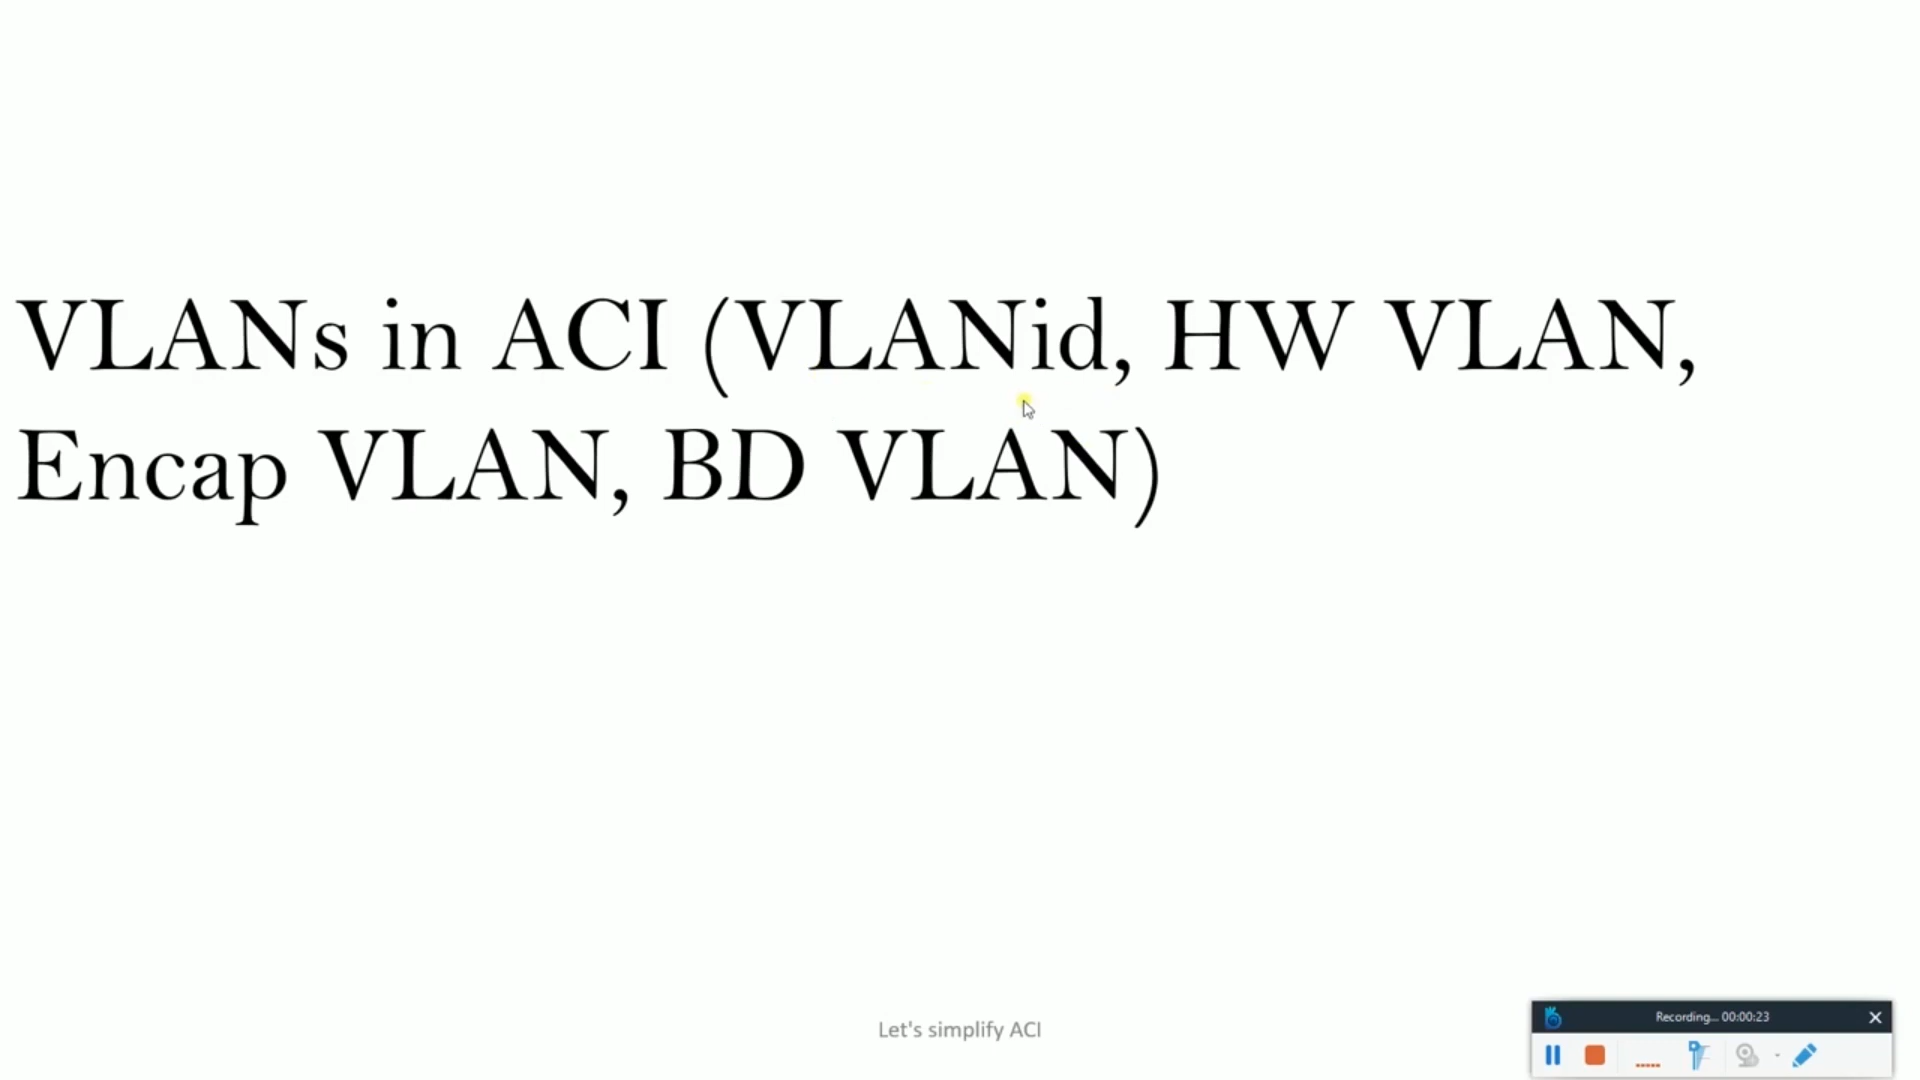 VLANs in ACI (VLANid, HW VLAN,
Encap VLAN, BD VLAN)
Let's simplify ACI
Recording... 00:00:23